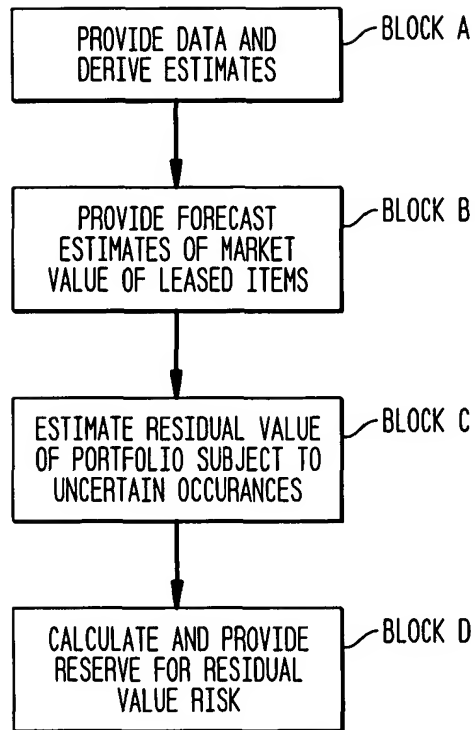 PROVIDE DATA AND
DERIVE ESTIMATES
BLOCK A
PROVIDE FORECAST
ESTIMATES OF MARKET
VALUE OF LEASED ITEMS
BLOCK B
ESTIMATE RESIDUAL VALUE
OF PORTFOLIO SUBJECT TO
UNCERTAIN OCCURANCES
BLOCK C
CALCULATE AND PROVIDE
RESERVE FOR RESIDUAL
VALUE RISK
BLOCK D